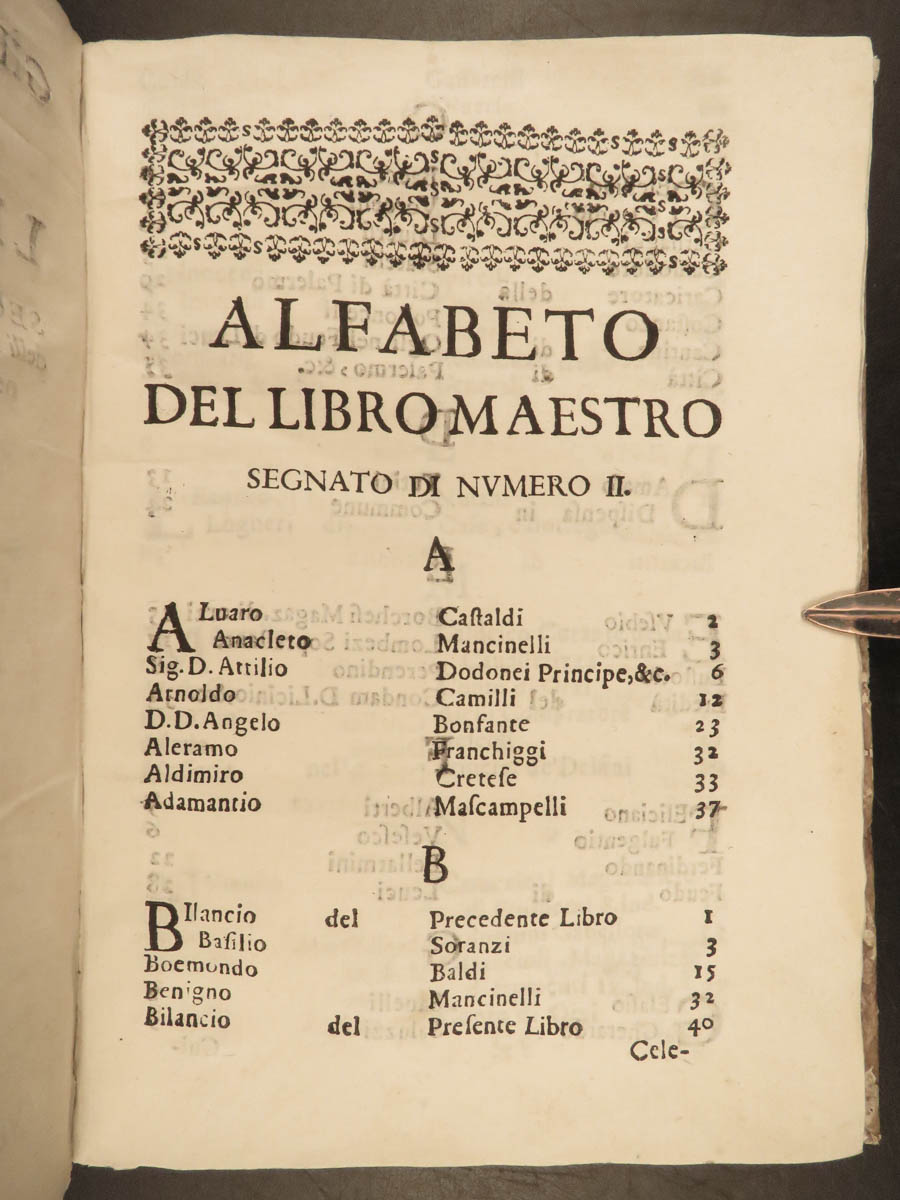 ALFABETO
DEL LIBRO MAESTRO
SEGNATO DI NVMERO II.
A
ALuaro Caſtaldi 2
Anacleto Mancinelli 3
Sig. D. Attilio Dodonei Principe, &c. 6
Arnoldo Camilli 12
D. D. Angelo Bonfante 23
Aleramo Franchiggi 32
Aldimiro Creteſe 33
Adamantio Maſcampelli 37
B
BIlancio del Precedente Libro 1
Baſilio Soranzi 3
Boemondo Baldi 15
Benigno Mancinelli 32
Bilancio del Preſente Libro 40
Cele-